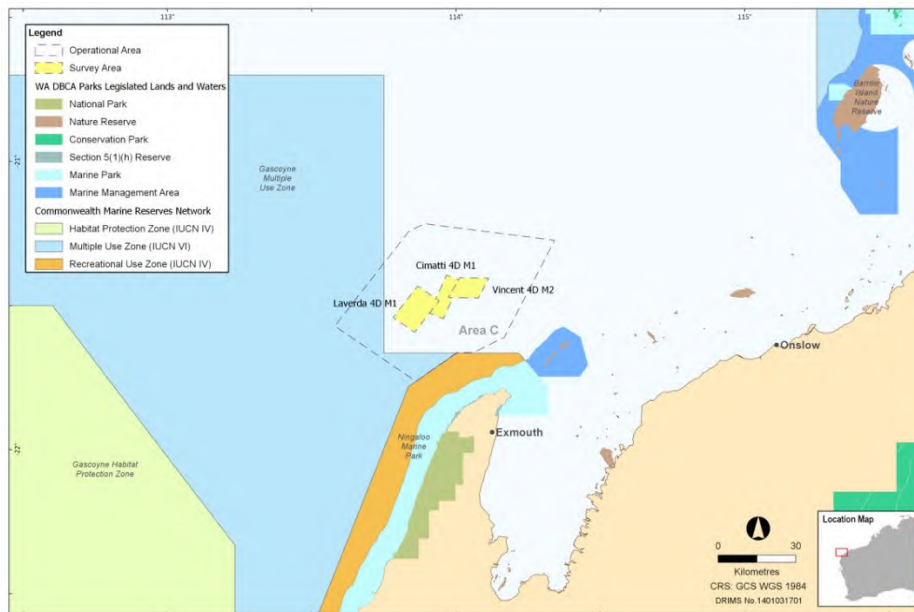 113°
114°
115°
Legend
Operational Area
Survey Area
WA DBCA Parks Legislated Lands and Waters
National Park
Nature Reserve
Conservation Park
Section 5(1)(h) Reserve
Marine Park
Marine Management Area
Commonwealth Marine Reserves Network
Habitat Protection Zone (IUCN IV)
Multiple Use Zone (IUCN VI)
Recreational Use Zone (IUCN IV)
Barrow
Island
Nature
Reserve
-21°
Gascoyne
Multiple
Use Zone
Cimatti 4D M1
Vincent 4D M2
Laverda 4D M1
Area C
Onslow
-22°
Exmouth
Ningaloo
Marine
Park
Gascoyne Habitat
Protection Zone
0 30
Kilometres
CRS: GCS WGS 1984
DRIMS No.1401031701
Location Map